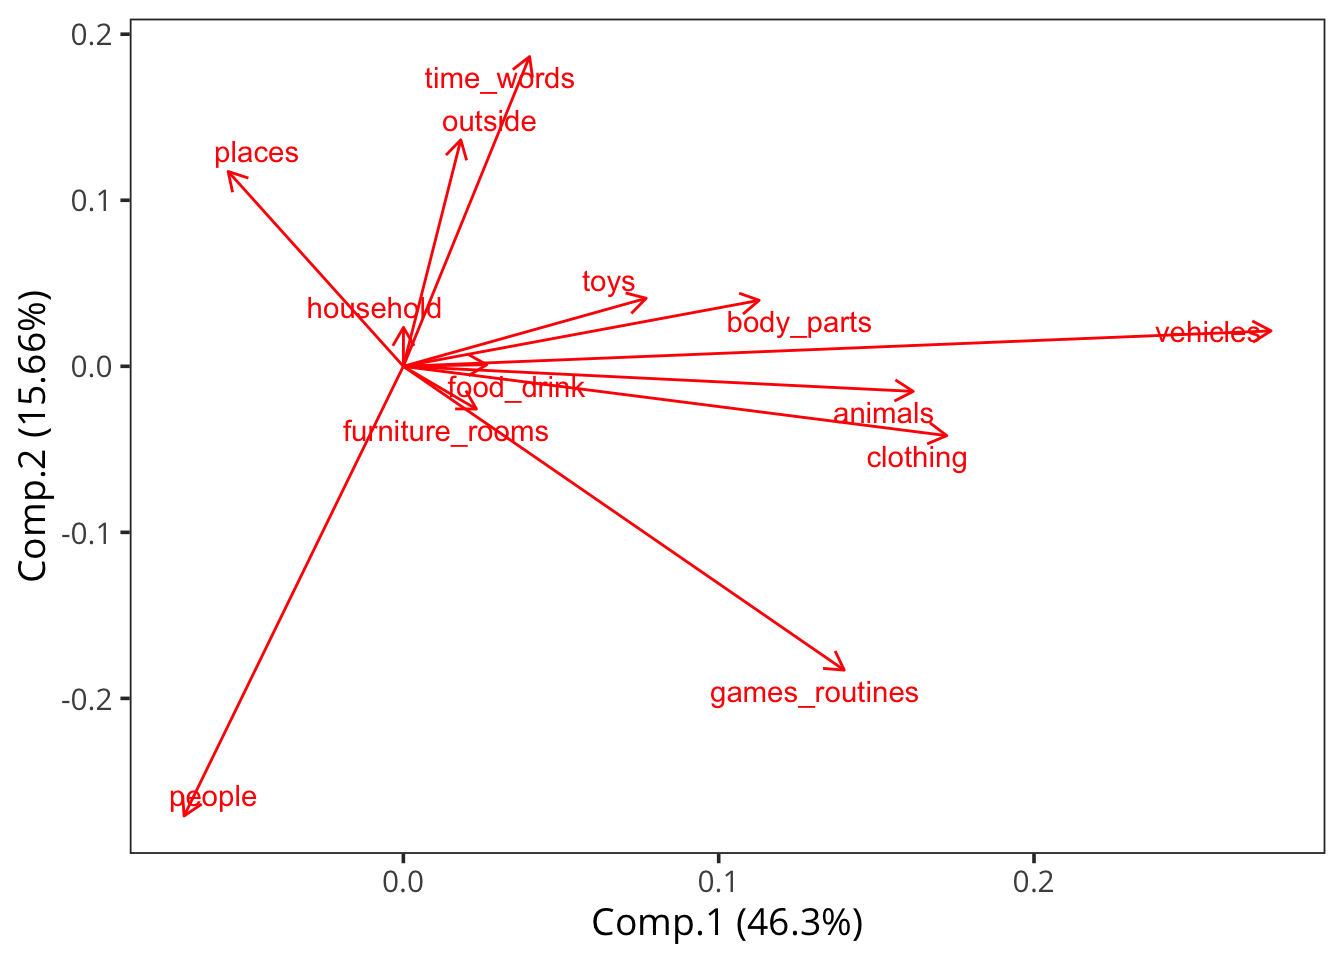 0.2
time_words
outside
places
0.1
toys
household
body_parts
vehicles
0.0
food_drink
animals
furniture_rooms
clothing
-0.1
games_routines
-0.2
people
Comp.2 (15.66%)
0.0
0.1
0.2
Comp.1 (46.3%)